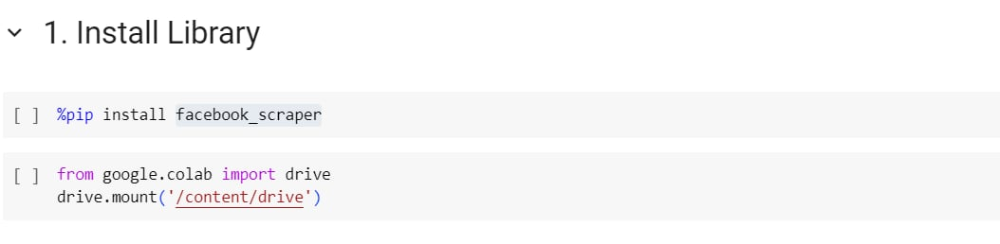 1. Install Library
[ ] %pip install facebook_scraper
[ ] from google.colab import drive
drive.mount('/content/drive')